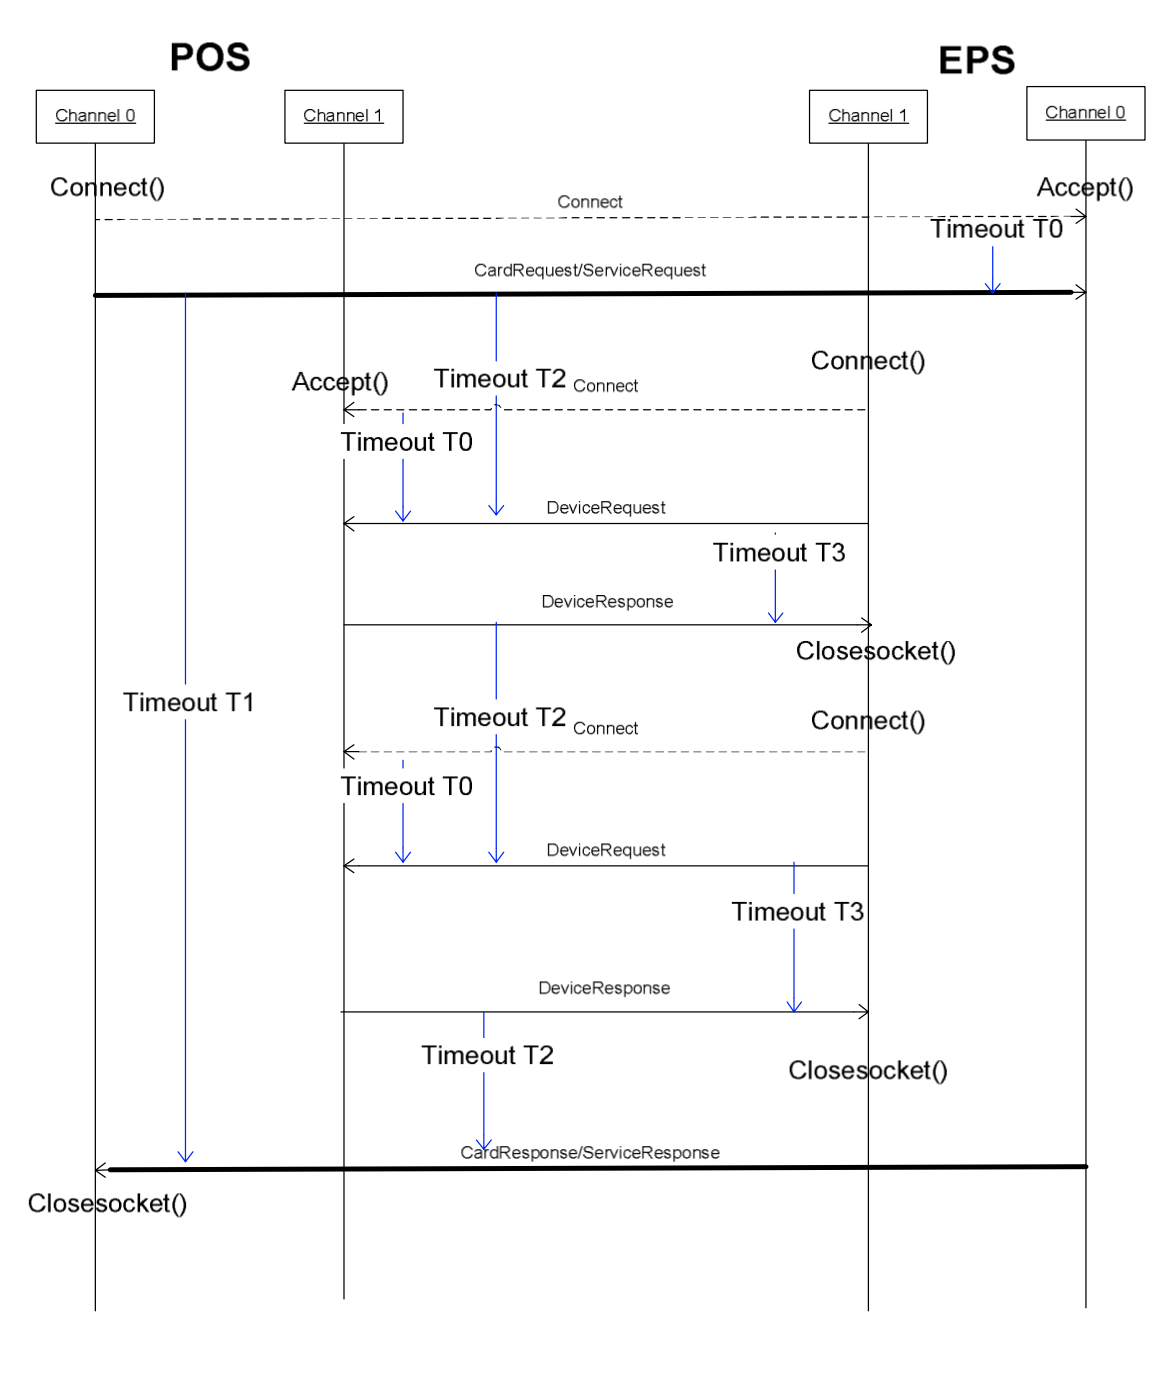 POS
EPS
Channel 0
Channel 1
Channel 1
Channel 0
Connect()
Accept()
Connect
Timeout T0
CardRequest/ServiceRequest
Connect()
Accept()
Timeout T2
Connect
Timeout T0
DeviceRequest
Timeout T3
DeviceResponse
Closesocket()
Timeout T1
Timeout T2
Connect
Connect()
Timeout T0
DeviceRequest
Timeout T3
DeviceResponse
Timeout T2
Closesocket()
CardResponse/ServiceResponse
Closesocket()